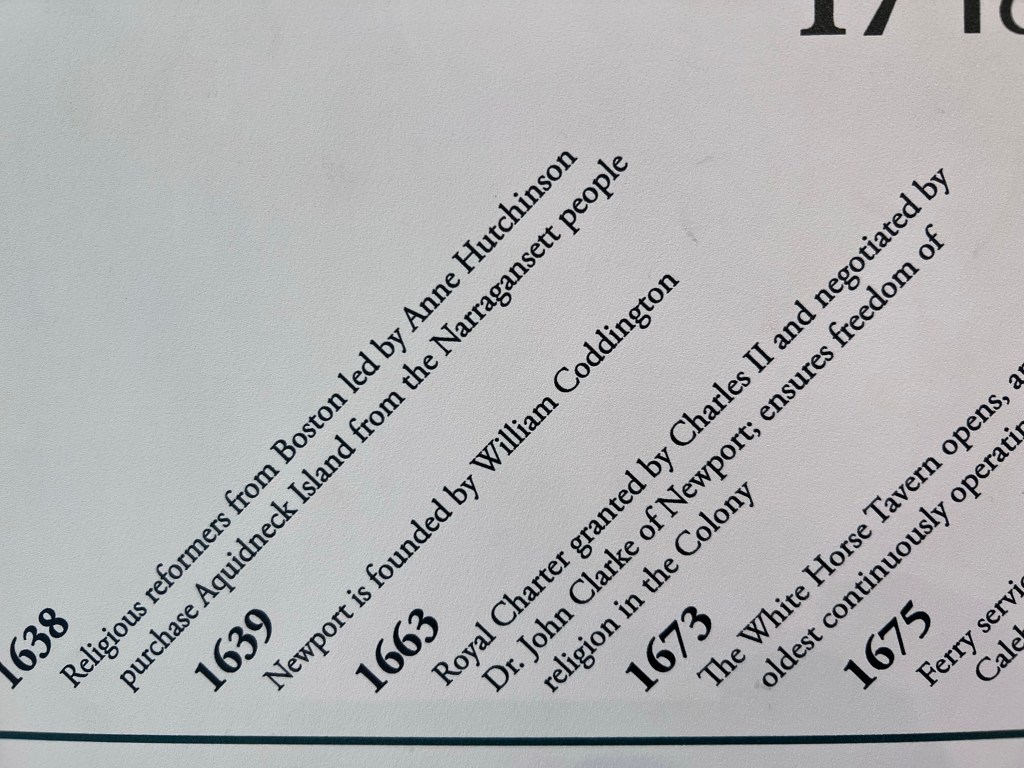 1638
Religious reformers from Boston led by Anne Hutchinson
purchase Aquidneck Island from the Narragansett people
1639
Newport is founded by William Coddington
1663
Royal Charter granted by Charles II and negotiated by
Dr. John Clarke of Newport; ensures freedom of
religion in the Colony
1673
The White Horse Tavern opens,
oldest continuously
1675
Ferry